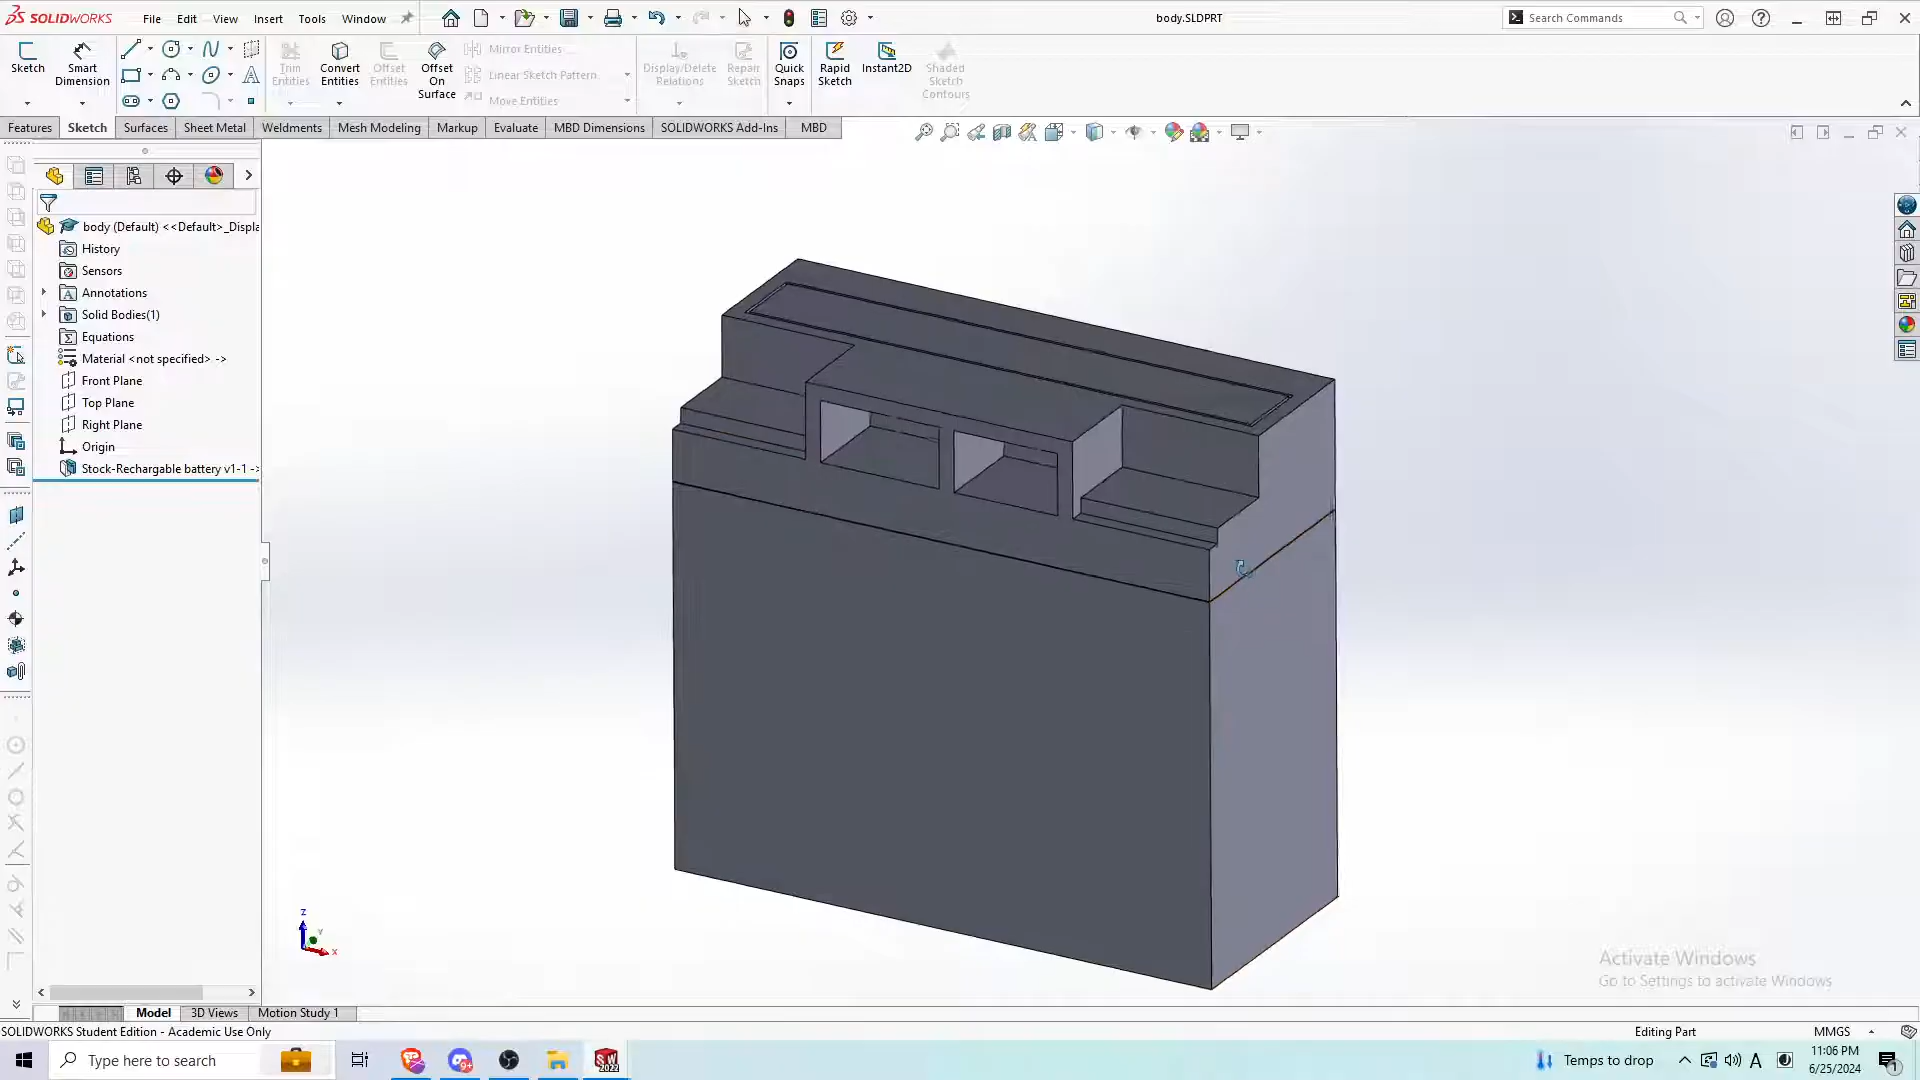 SOLIDWORKS File Edit View Insert Tools Window body.SLDPRT Search Commands
Sketch Smart Dimension Trim Entities Convert Entities Offset Entities Offset On Surface Mirror Entities Linear Sketch Pattern Move Entities Display/Delete Relations Repair Sketch Quick Snaps Rapid Sketch Instant2D Shaded Sketch Contours
Features Sketch Surfaces Sheet Metal Weldments Mesh Modeling Markup Evaluate MBD Dimensions SOLIDWORKS Add-Ins MBD
body (Default) <<Default>_Displa
History
Sensors
Annotations
Solid Bodies(1)
Equations
Material <not specified> ->
Front Plane
Top Plane
Right Plane
Origin
Stock-Rechargable battery v1-1 ->
Z
Y
X
Activate Windows
Go to Settings to activate Windows
Model 3D Views Motion Study 1
SOLIDWORKS Student Edition - Academic Use Only Editing Part MMGS
Type here to search 9+ SW 2022 Temps to drop A 11:06 PM
6/25/2024 1